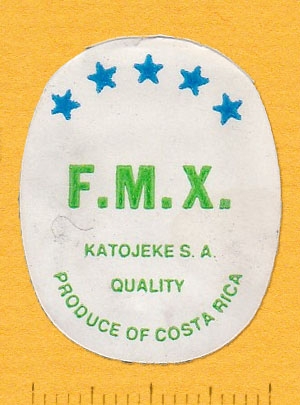 F.M.X.
KATOJEKE S. A.
QUALITY
PRODUCE OF COSTA RICA